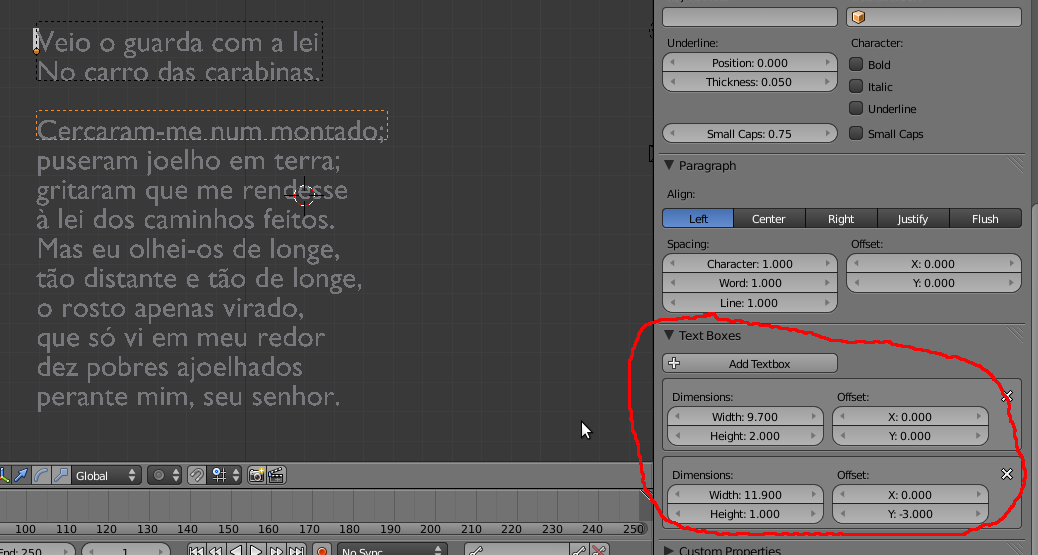 Veio o guarda com a lei
No carro das carabinas.
Cercaram-me num montado;
puseram joelho em terra;
gritaram que me rendesse
à lei dos caminhos feitos.
Mas eu olhei-os de longe,
tão distante e tão de longe,
o rosto apenas virado,
que só vi em meu redor
dez pobres ajoelhados
perante mim, seu senhor.
Global
100 110 120 130 140 150 160 170 180 190 200 210 220 230 240 250
End: 250
1
No Sync
Underline:
Position: 0.000
Thickness: 0.050
Small Caps: 0.75
Character:
Bold
Italic
Underline
Small Caps
Paragraph
Align:
Left Center Right Justify Flush
Spacing:
Character: 1.000
Word: 1.000
Line: 1.000
Offset:
X: 0.000
Y: 0.000
Text Boxes
Add Textbox
Dimensions:
Width: 9.700
Height: 2.000
Offset:
X: 0.000
Y: 0.000
Dimensions:
Width: 11.900
Height: 1.000
Offset:
X: 0.000
Y: -3.000
Custom Properties